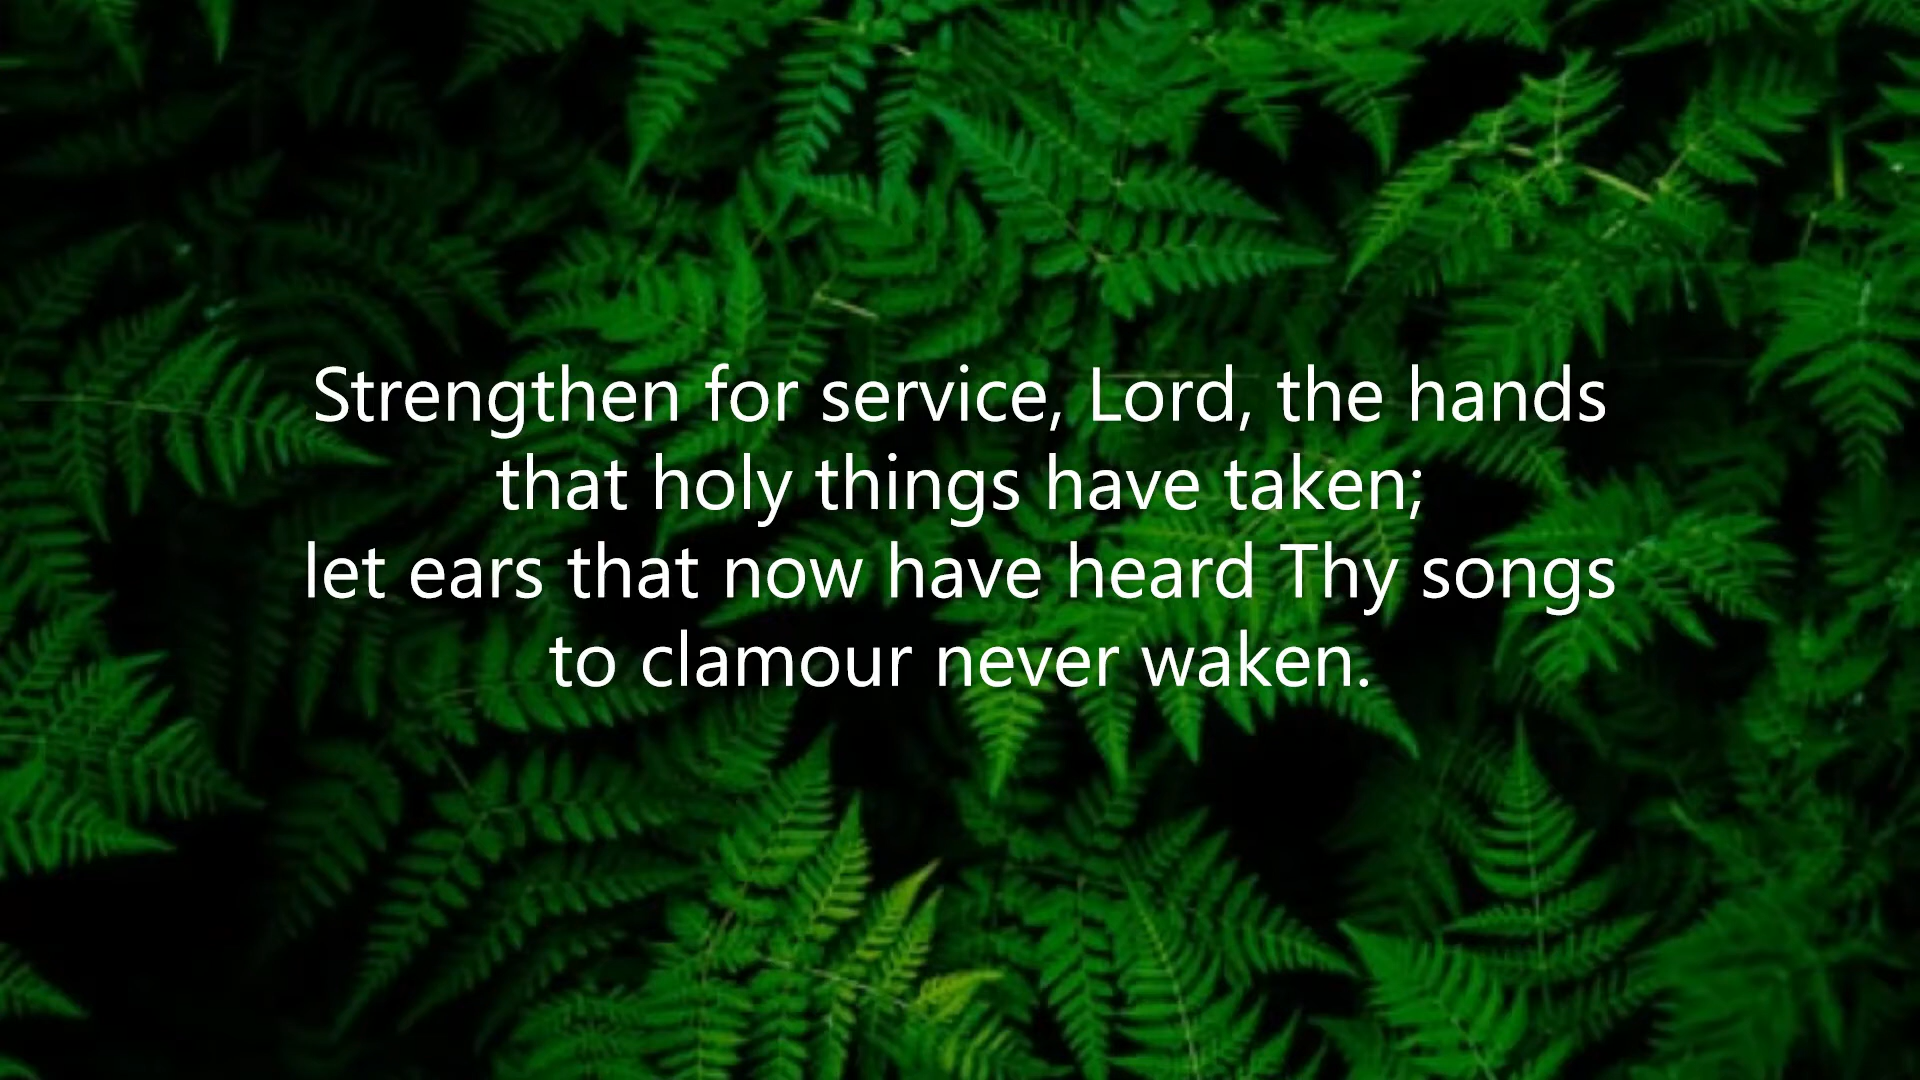 Strengthen for service, Lord, the hands
that holy things have taken;
let ears that now have heard Thy songs
to clamour never waken.